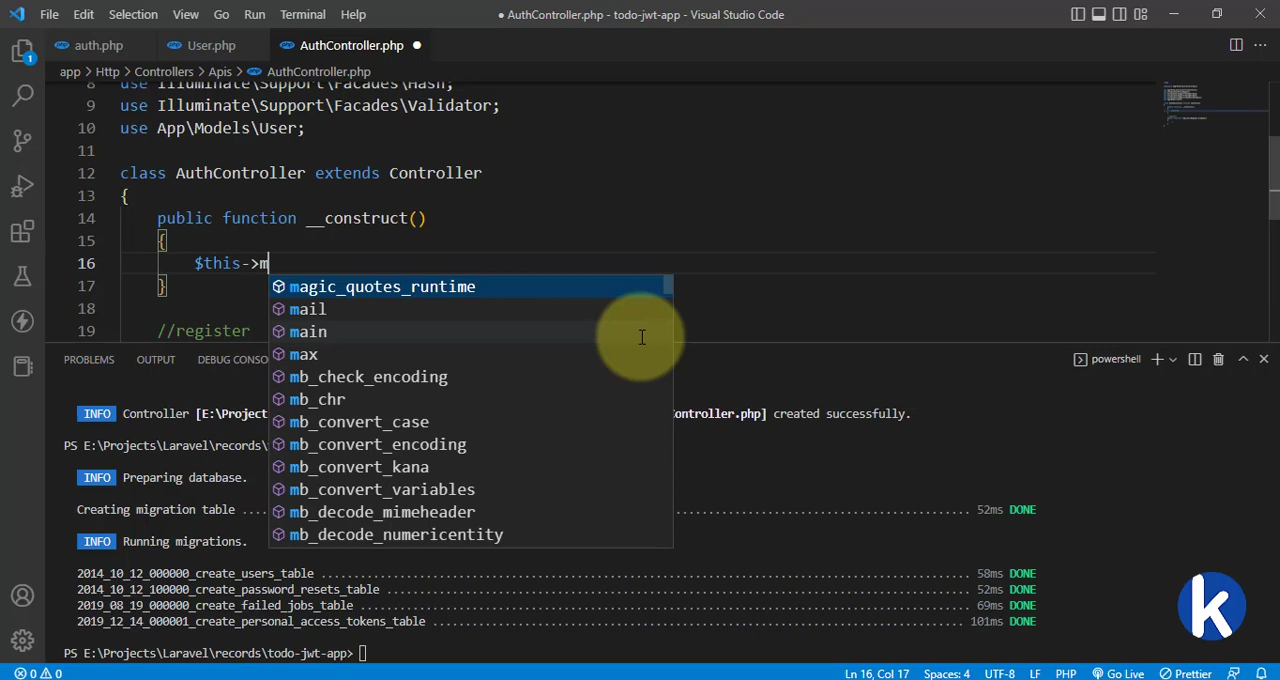 File Edit Selection View Go Run Terminal Help ● AuthController.php - todo-jwt-app - Visual Studio Code
auth.php User.php AuthController.php ●
app > Http > Controllers > Apis > AuthController.php
8 use Illuminate\Support\Facades\Hash;
9 use Illuminate\Support\Facades\Validator;
10 use App\Models\User;
11
12 class AuthController extends Controller
13 {
14 public function __construct()
15 {
16 $this->m
17 }
18
19 //register
magic_quotes_runtime
mail
main
max
mb_check_encoding
mb_chr
mb_convert_case
mb_convert_encoding
mb_convert_kana
mb_convert_variables
mb_decode_mimeheader
mb_decode_numericentity
PROBLEMS OUTPUT DEBUG CONSO powershell
INFO Controller [E:\Project ontroller.php] created successfully.
PS E:\Projects\Laravel\records\
INFO Preparing database.
Creating migration table .... 52ms DONE
INFO Running migrations.
2014_10_12_000000_create_users_table 58ms DONE
2014_10_12_100000_create_password_resets_table 52ms DONE
2019_08_19_000000_create_failed_jobs_table 69ms DONE
2019_12_14_000001_create_personal_access_tokens_table 101ms DONE
PS E:\Projects\Laravel\records\todo-jwt-app>
k
0 0 Ln 16, Col 17 Spaces: 4 UTF-8 LF PHP Go Live Prettier
1